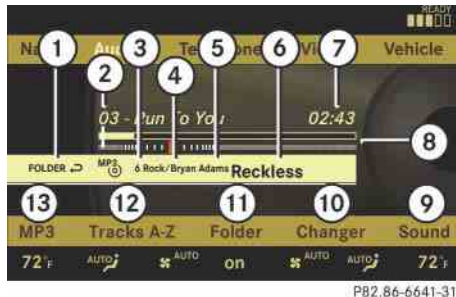 READY
Vehicle
1 3 5 6 7
2 4
03 - Run To You 02:43
8
FOLDER MP3 6 Rock/Bryan Adams Reckless
13 12 11 10 9
MP3 Tracks A-Z Folder Changer Sound
72°F AUTO AUTO on AUTO AUTO 72°F
P82.86-6641-31